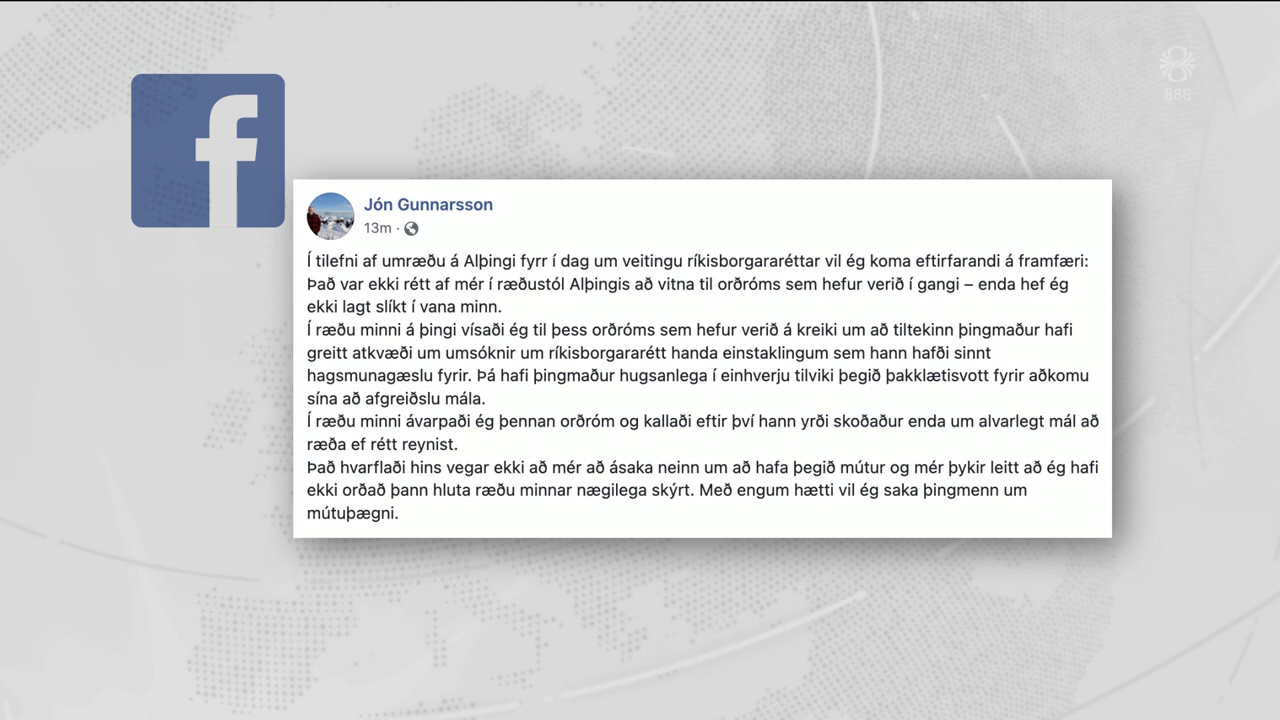 f
888
Jón Gunnarsson
13m ·
Í tilefni af umræðu á Alþingi fyrr í dag um veitingu ríkisborgararéttar vil ég koma eftirfarandi á framfæri:
Það var ekki rétt af mér í ræðustól Alþingis að vitna til orðróms sem hefur verið í gangi – enda hef ég
ekki lagt slíkt í vana minn.
Í ræðu minni á þingi vísaði ég til þess orðróms sem hefur verið á kreiki um að tiltekinn þingmaður hafi
greitt atkvæði um umsóknir um ríkisborgararétt handa einstaklingum sem hann hafði sinnt
hagsmunagæslu fyrir. Þá hafi þingmaður hugsanlega í einhverju tilviki þegið þakklætisvott fyrir aðkomu
sína að afgreiðslu mála.
Í ræðu minni ávarpaði ég þennan orðróm og kallaði eftir því hann yrði skoðaður enda um alvarlegt mál að
ræða ef rétt reynist.
Það hvarflaði hins vegar ekki að mér að ásaka neinn um að hafa þegið mútur og mér þykir leitt að ég hafi
ekki orðað þann hluta ræðu minnar nægilega skýrt. Með engum hætti vil ég saka þingmenn um
mútuþægni.